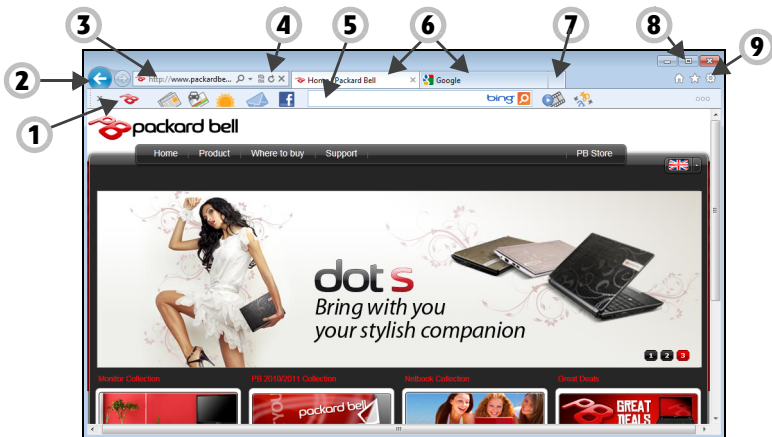 3 4 5 6 7 8 9
2
1
http://www.packardbe...
Home - Packard Bell
Google
bing
packard bell
Home Product Where to buy Support PB Store
dot s
Bring with you
your stylish companion
1 2 3
Monitor Collection PB 2010/2011 Collection Netbook Collection Great Deals
YOU
packard bell
GREAT
DEALS